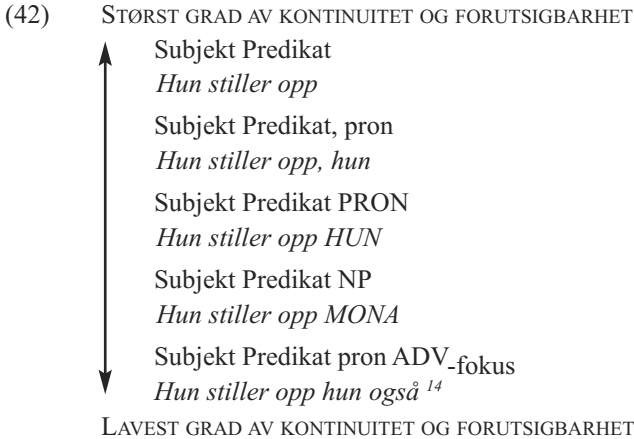 (42) STØRST GRAD AV KONTINUITET OG FORUTSIGBARHET
Subjekt Predikat
Hun stiller opp
Subjekt Predikat, pron
Hun stiller opp, hun
Subjekt Predikat PRON
Hun stiller opp HUN
Subjekt Predikat NP
Hun stiller opp MONA
Subjekt Predikat pron ADV-fokus
Hun stiller opp hun også 14
LAVEST GRAD AV KONTINUITET OG FORUTSIGBARHET